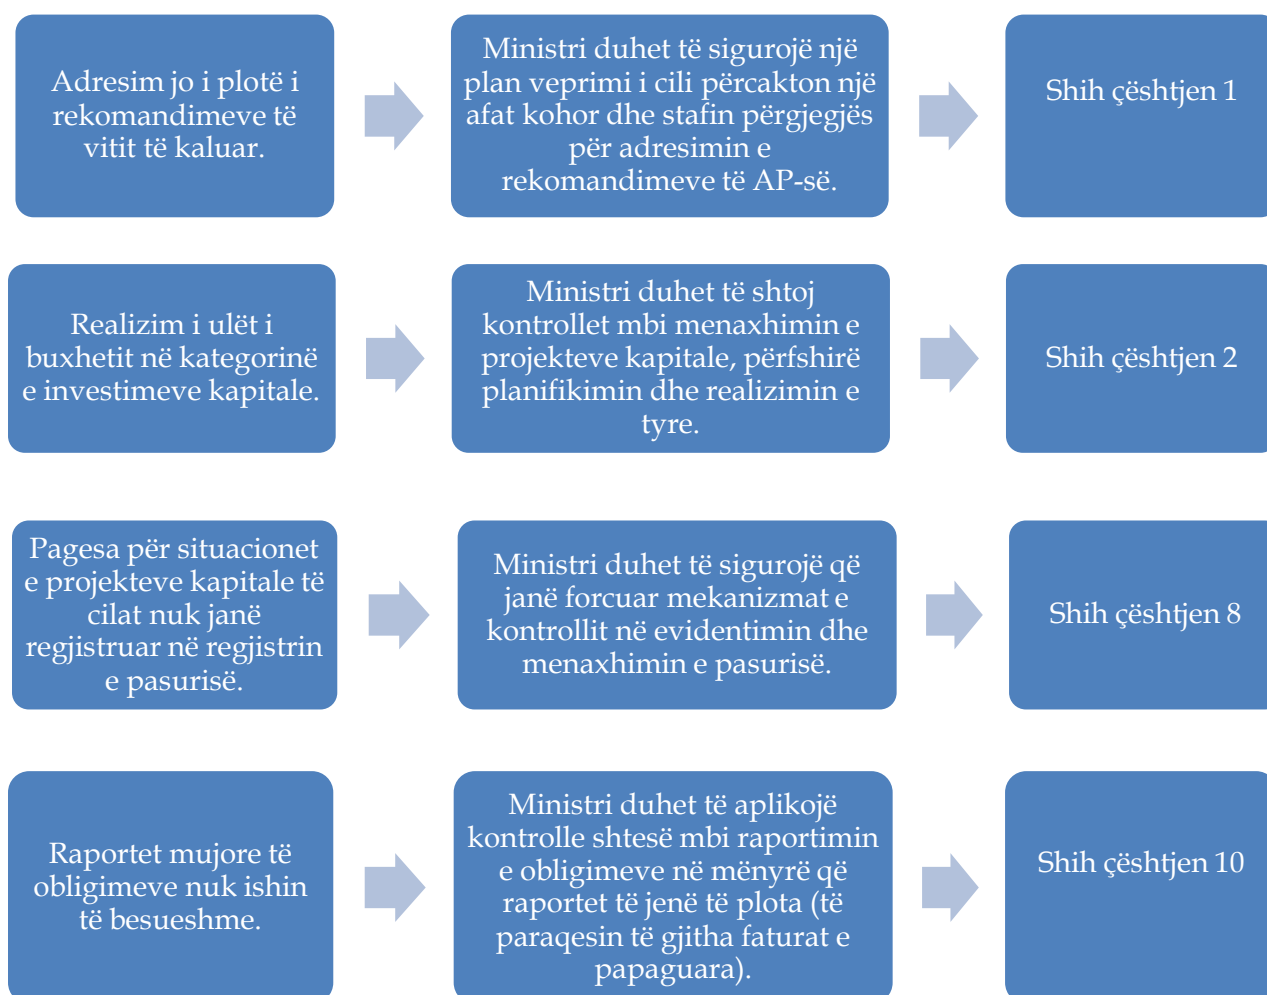 Adresim jo i plotë i
rekomandimeve të
vitit të kaluar.
Ministri duhet të sigurojë një
plan veprimi i cili përcakton një
afat kohor dhe stafin përgjegjës
për adresimin e
rekomandimeve të AP-së.
Shih çështjen 1
Realizim i ulët i
buxhetit në kategorinë
e investimeve kapitale.
Ministri duhet të shtoj
kontrollet mbi menaxhimin e
projekteve kapitale, përfshirë
planifikimin dhe realizimin e
tyre.
Shih çështjen 2
Pagesa për situacionet
e projekteve kapitale të
cilat nuk janë
regjistruar në regjistrin
e pasurisë.
Ministri duhet të sigurojë që
janë forcuar mekanizmat e
kontrollit në evidentimin dhe
menaxhimin e pasurisë.
Shih çështjen 8
Raportet mujore të
obligimeve nuk ishin
të besueshme.
Ministri duhet të aplikojë
kontrolle shtesë mbi raportimin
e obligimeve në mënyrë që
raportet të jenë të plota (të
paraqesin të gjitha faturat e
papaguara).
Shih çështjen 10